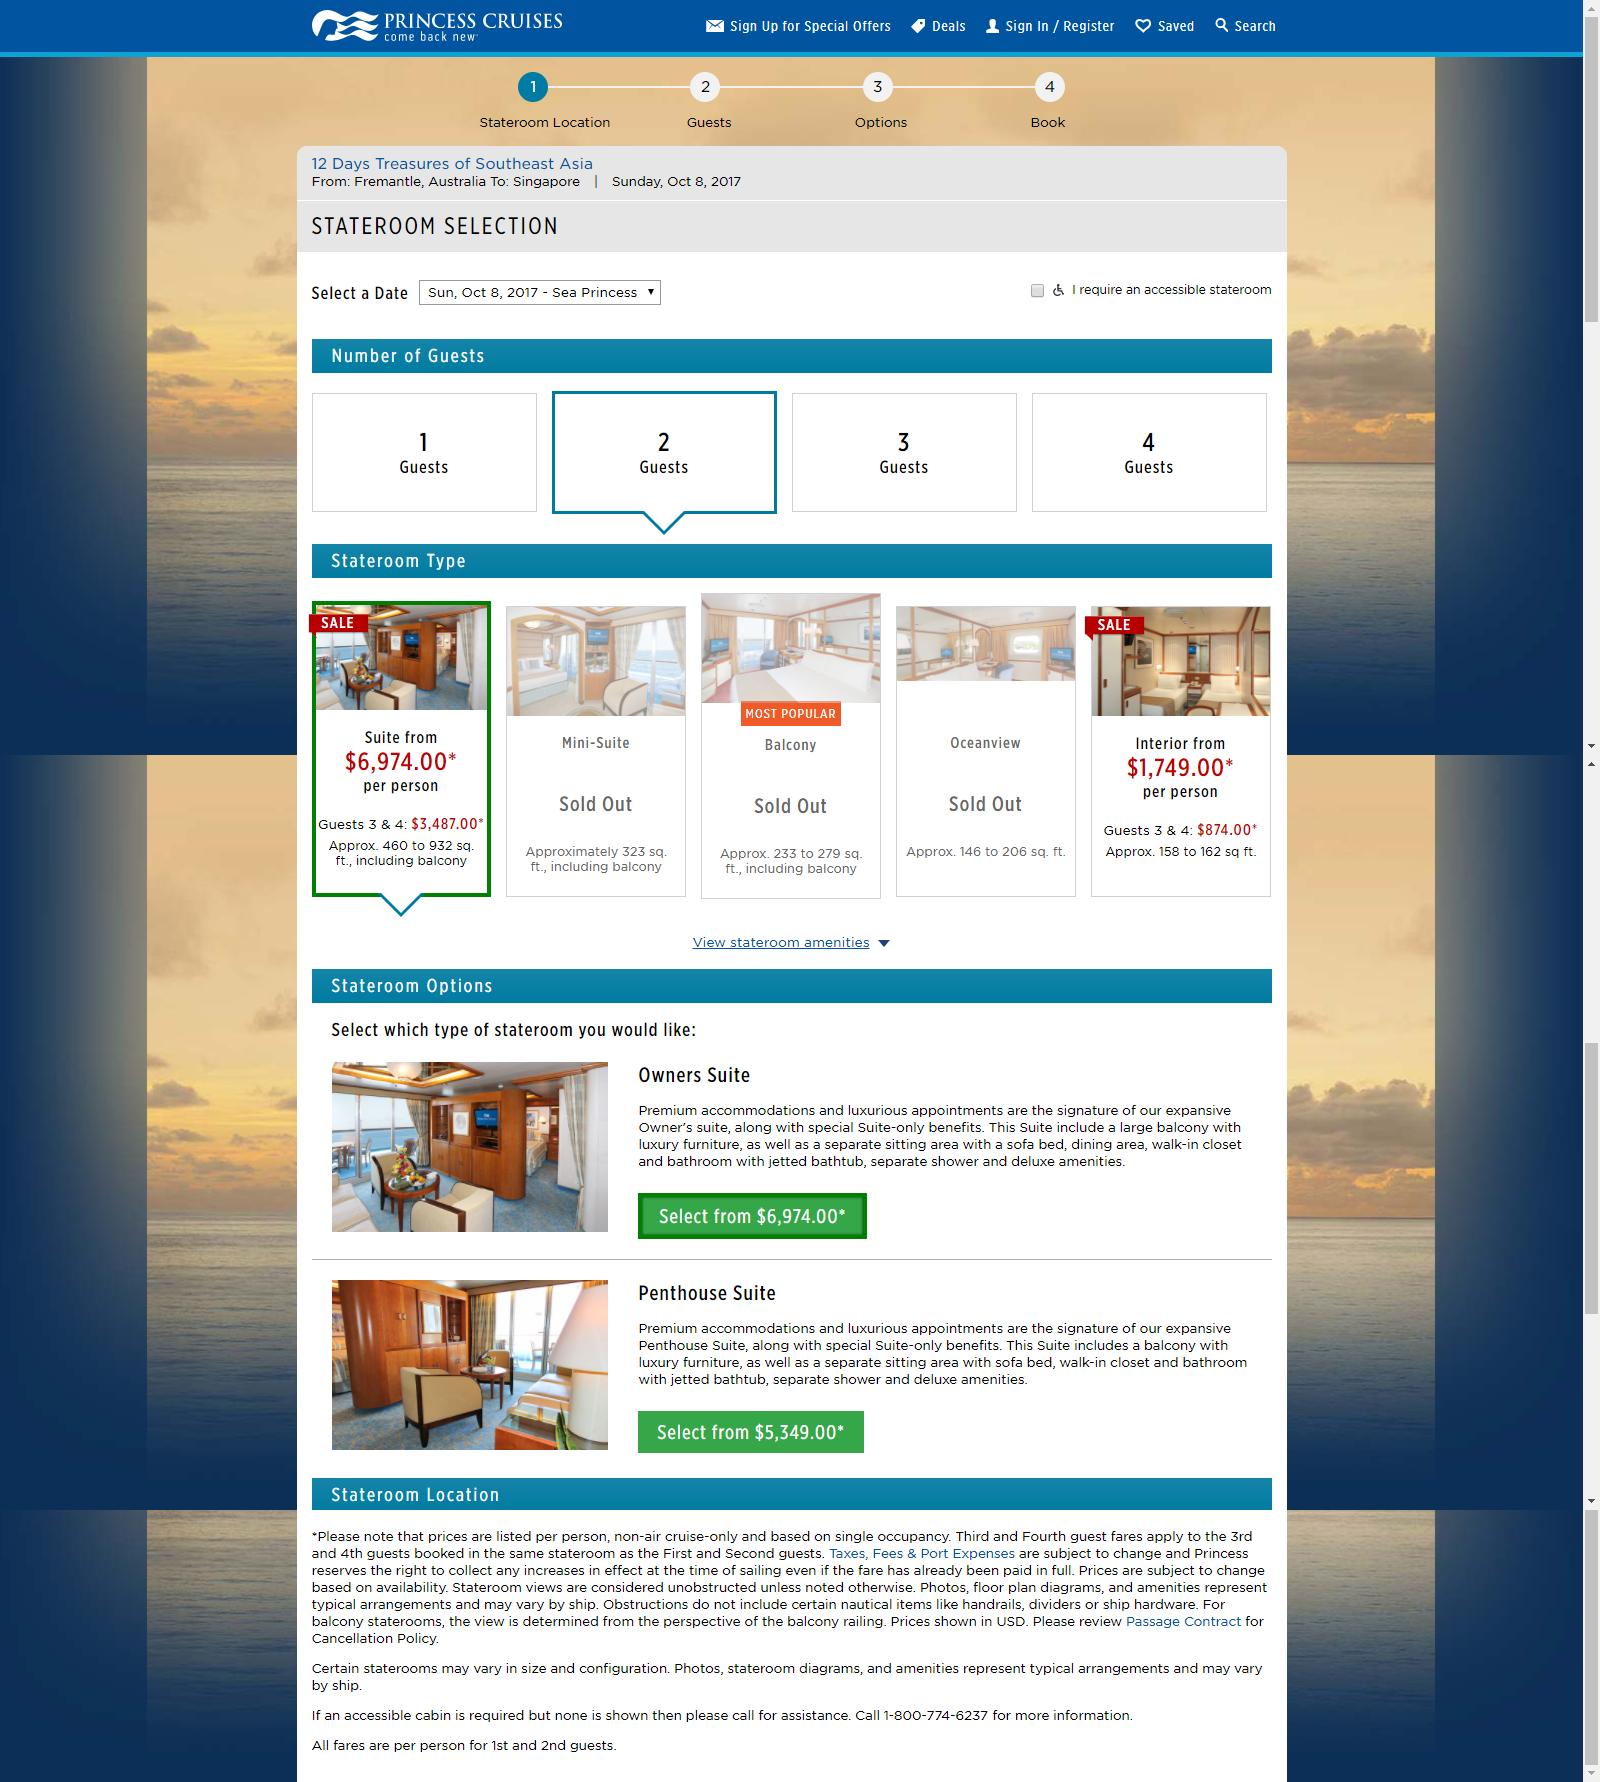 PRINCESS CRUISES
come back new
Sign Up for Special Offers
Deals
Sign In / Register
Saved
Search
1
2
3
4
Stateroom Location
Guests
Options
Book
12 Days Treasures of Southeast Asia
From: Fremantle, Australia To: Singapore | Sunday, Oct 8, 2017
STATEROOM SELECTION
Select a Date
Sun, Oct 8, 2017 - Sea Princess
I require an accessible stateroom
Number of Guests
1
Guests
2
Guests
3
Guests
4
Guests
Stateroom Type
SALE
Suite from
$6,974.00*
per person
Guests 3 & 4: $3,487.00*
Approx. 460 to 932 sq.
ft., including balcony
Mini-Suite
Sold Out
Approximately 323 sq.
ft., including balcony
MOST POPULAR
Balcony
Sold Out
Approx. 233 to 279 sq.
ft., including balcony
Oceanview
Sold Out
Approx. 146 to 206 sq. ft.
SALE
Interior from
$1,749.00*
per person
Guests 3 & 4: $874.00*
Approx. 158 to 162 sq ft.
View stateroom amenities
Stateroom Options
Select which type of stateroom you would like:
Owners Suite
Premium accommodations and luxurious appointments are the signature of our expansive
Owner's suite, along with special Suite-only benefits. This Suite include a large balcony with
luxury furniture, as well as a separate sitting area with a sofa bed, dining area, walk-in closet
and bathroom with jetted bathtub, separate shower and deluxe amenities.
Select from $6,974.00*
Penthouse Suite
Premium accommodations and luxurious appointments are the signature of our expansive
Penthouse Suite, along with special Suite-only benefits. This Suite includes a balcony with
luxury furniture, as well as a separate sitting area with sofa bed, walk-in closet and bathroom
with jetted bathtub, separate shower and deluxe amenities.
Select from $5,349.00*
Stateroom Location
*Please note that prices are listed per person, non-air cruise-only and based on single occupancy. Third and Fourth guest fares apply to the 3rd
and 4th guests booked in the same stateroom as the First and Second guests. Taxes, Fees & Port Expenses are subject to change and Princess
reserves the right to collect any increases in effect at the time of sailing even if the fare has already been paid in full. Prices are subject to change
based on availability. Stateroom views are considered unobstructed unless noted otherwise. Photos, floor plan diagrams, and amenities represent
typical arrangements and may vary by ship. Obstructions do not include certain nautical items like handrails, dividers or ship hardware. For
balcony staterooms, the view is determined from the perspective of the balcony railing. Prices shown in USD. Please review Passage Contract for
Cancellation Policy.
Certain staterooms may vary in size and configuration. Photos, stateroom diagrams, and amenities represent typical arrangements and may vary
by ship.
If an accessible cabin is required but none is shown then please call for assistance. Call 1-800-774-6237 for more information.
All fares are per person for 1st and 2nd guests.